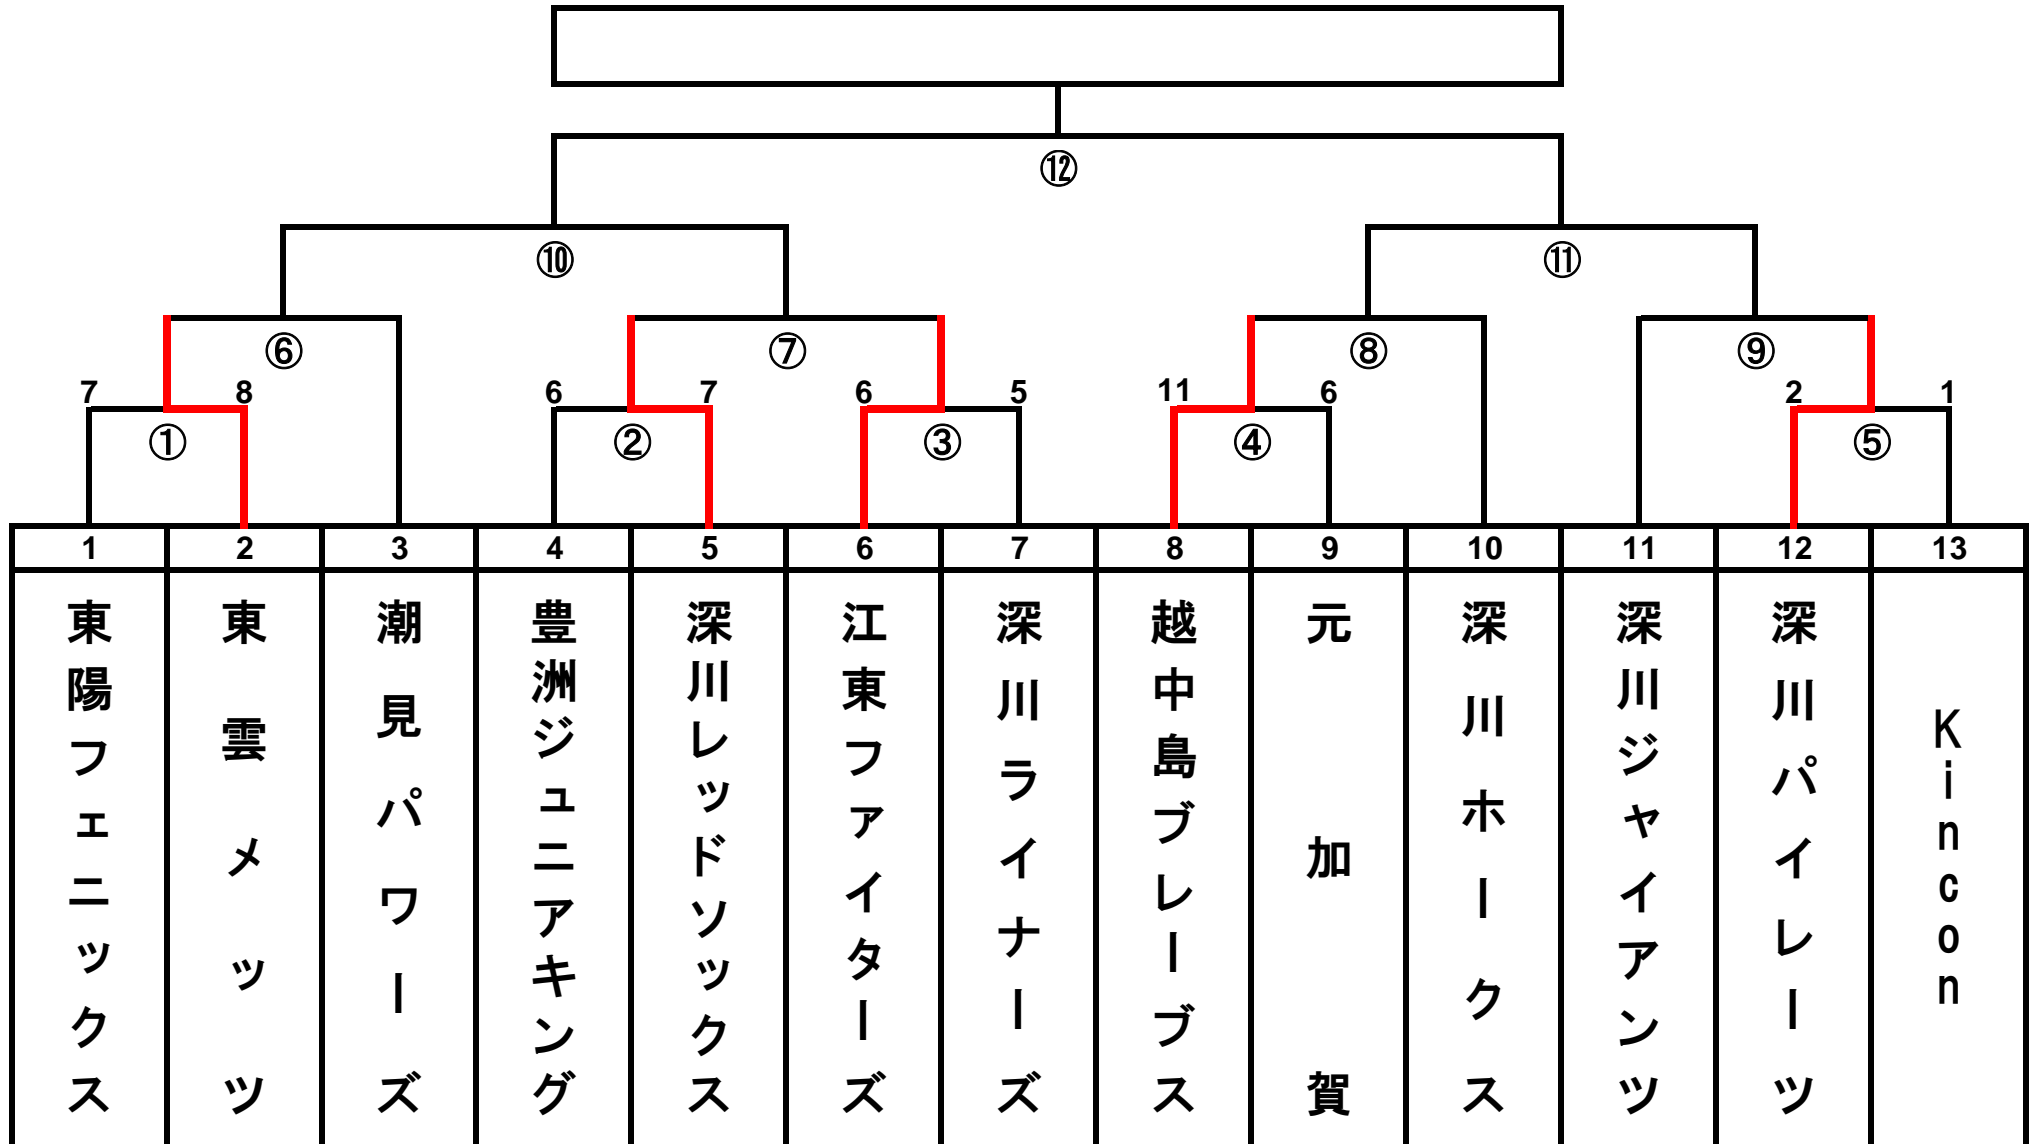 ⑫
⑩ ⑪
⑥ ⑦ ⑧ ⑨
7 8 6 7 6 5 11 6 2 1
① ② ③ ④ ⑤
1 2 3 4 5 6 7 8 9 10 11 12 13
東陽フェニックス
東雲メッツ
潮見パワーズ
豊洲ジュニアキング
深川レッドソックス
江東ファイターズ
深川ライナーズ
越中島ブレーブス
元加賀
深川ホークス
深川ジャイアンツ
深川パイレーツ
Kincon